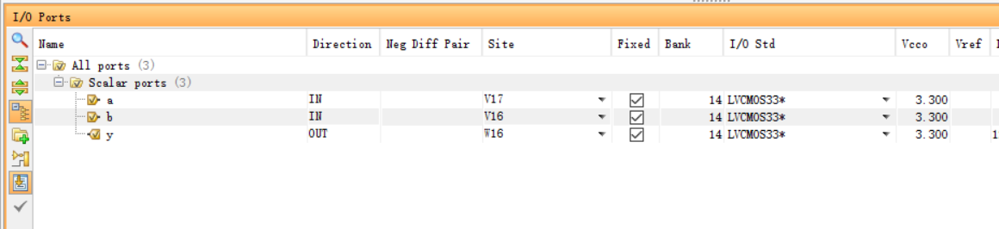 I/O Ports
Name Direction Neg Diff Pair Site Fixed Bank I/O Std Vcco Vref
All ports (3)
Scalar ports (3)
a IN V17 14 LVCMOS33* 3.300
b IN V16 14 LVCMOS33* 3.300
y OUT W16 14 LVCMOS33* 3.300 1